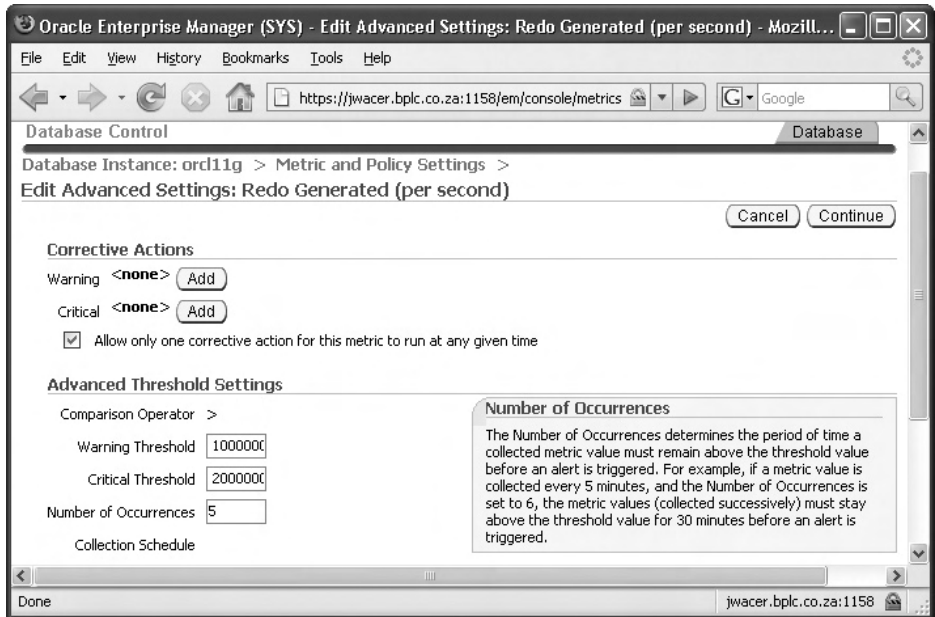 Oracle Enterprise Manager (SYS) - Edit Advanced Settings: Redo Generated (per second) - Mozill...
File Edit View History Bookmarks Tools Help
https://jwacer.bplc.co.za:1158/em/console/metrics
G Google
Database Control
Database
Database Instance: orcl11g > Metric and Policy Settings >
Edit Advanced Settings: Redo Generated (per second)
Cancel Continue
Corrective Actions
Warning <none> Add
Critical <none> Add
Allow only one corrective action for this metric to run at any given time
Advanced Threshold Settings
Comparison Operator >
Warning Threshold 1000000
Critical Threshold 2000000
Number of Occurrences 5
Collection Schedule
Number of Occurrences
The Number of Occurrences determines the period of time a
collected metric value must remain above the threshold value
before an alert is triggered. For example, if a metric value is
collected every 5 minutes, and the Number of Occurrences is
set to 6, the metric values (collected successively) must stay
above the threshold value for 30 minutes before an alert is
triggered.
Done
jwacer.bplc.co.za:1158